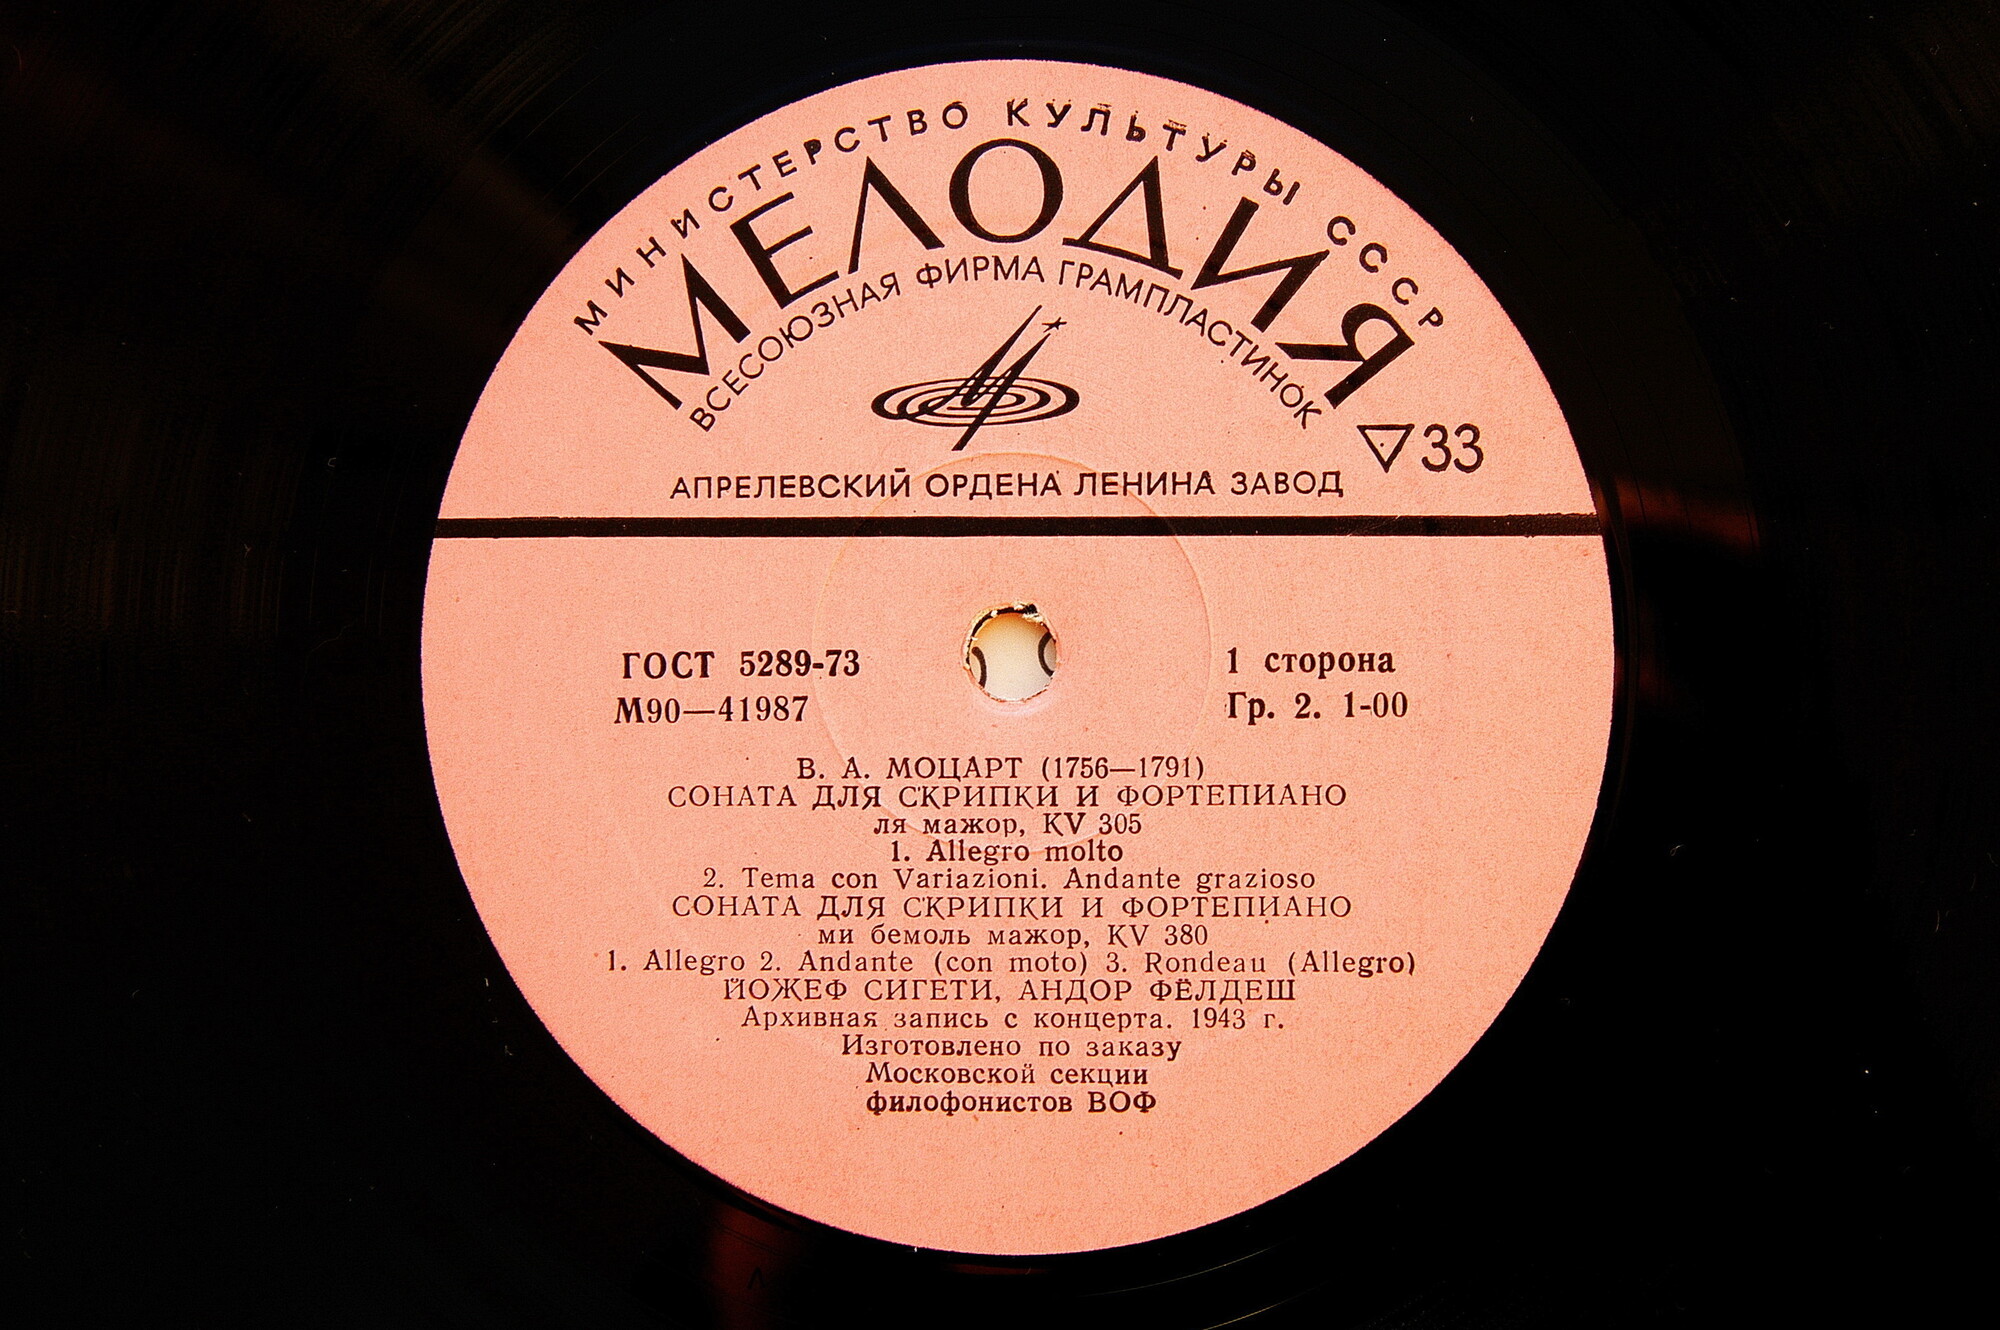 МИНИСТЕРСТВО КУЛЬТУРЫ СССР
МЕЛОДИЯ
ВСЕСОЮЗНАЯ ФИРМА ГРАМПЛАСТИНОК
33
АПРЕЛЕВСКИЙ ОРДЕНА ЛЕНИНА ЗАВОД
ГОСТ 5289-73
М90—41987
1 сторона
Гр. 2. 1-00
В. А. МОЦАРТ (1756—1791)
СОНАТА ДЛЯ СКРИПКИ И ФОРТЕПИАНО
ля мажор, KV 305
1. Allegro molto
2. Tema con Variazioni. Andante grazioso
СОНАТА ДЛЯ СКРИПКИ И ФОРТЕПИАНО
ми бемоль мажор, KV 380
1. Allegro 2. Andante (con moto) 3. Rondeau (Allegro)
ЙОЖЕФ СИГЕТИ, АНДОР ФЁЛДЕШ
Архивная запись с концерта. 1943 г.
Изготовлено по заказу
Московской секции
филофонистов ВОФ